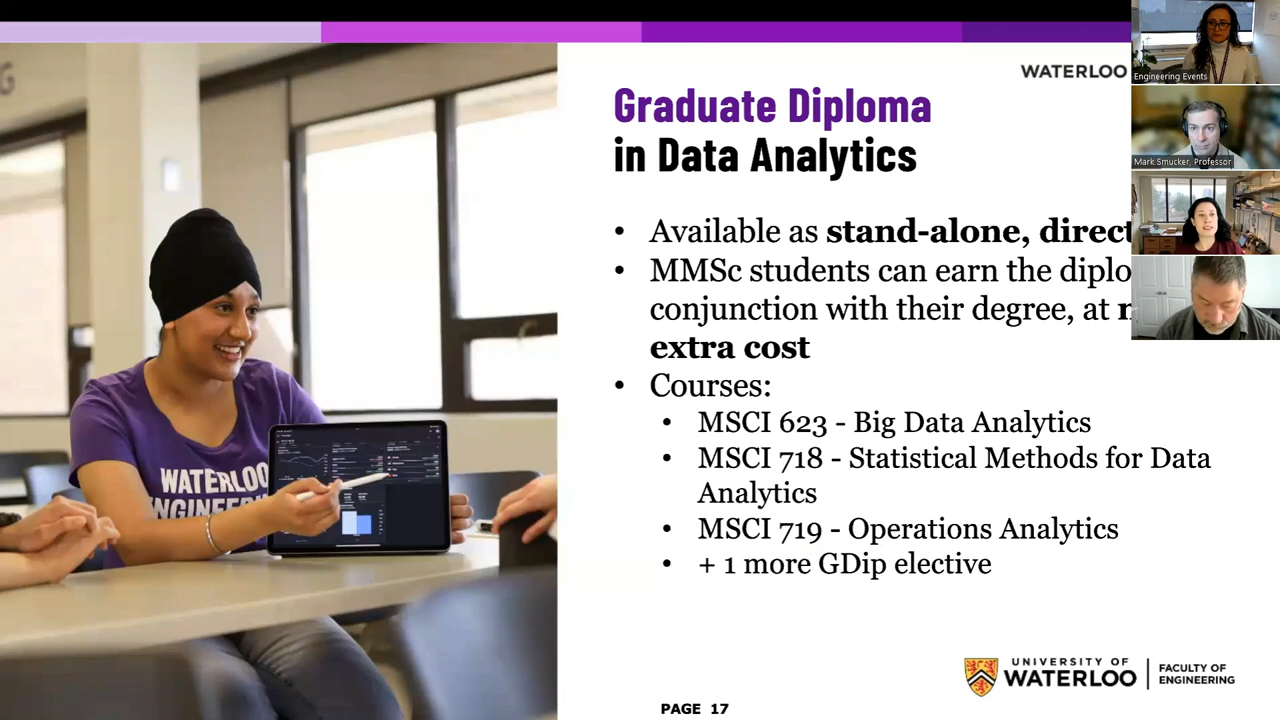 WATERLOO
Graduate Diploma
in Data Analytics
• Available as stand-alone, direct
• MMSc students can earn the diplo
conjunction with their degree, at
extra cost
• Courses:
• MSCI 623 - Big Data Analytics
• MSCI 718 - Statistical Methods for Data
Analytics
• MSCI 719 - Operations Analytics
• + 1 more GDip elective
UNIVERSITY OF
WATERLOO
FACULTY OF
ENGINEERING
PAGE 17
WATERLOO
ENGINEERI
Engineering Events
Mark Smucker, Professor